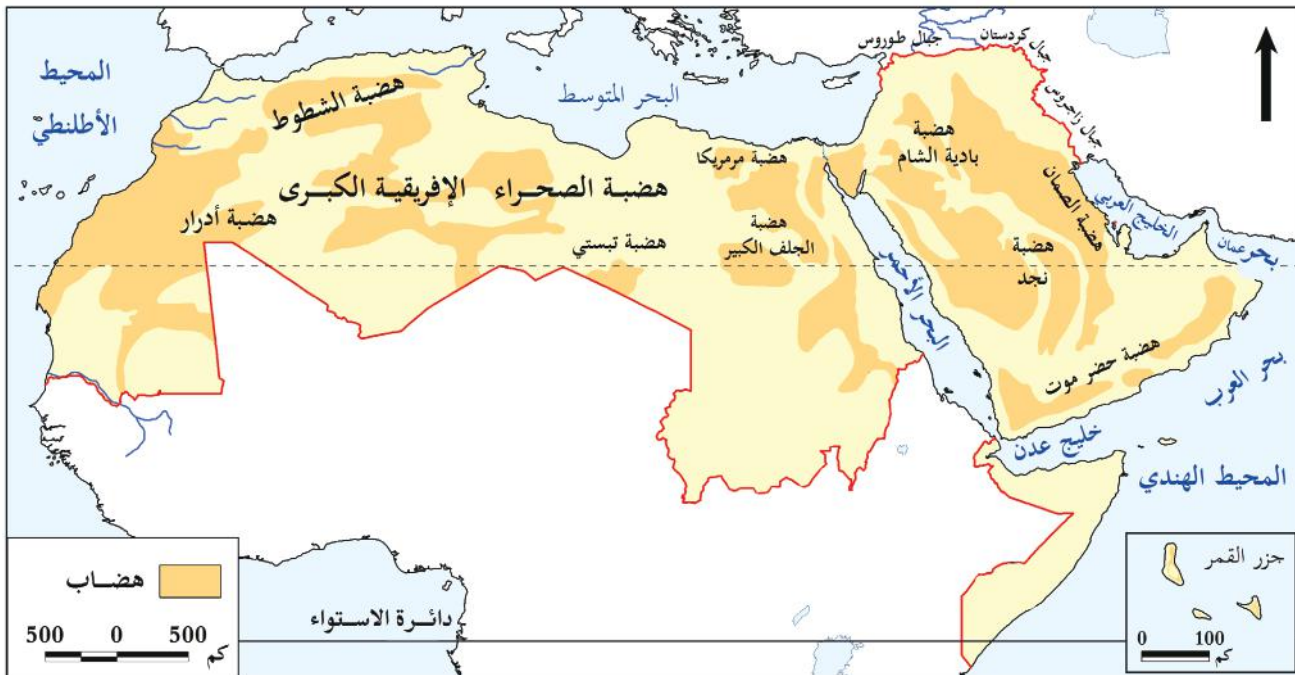 جبال طوروس
جبال كردستان
جبال زاجروس
المحيط
الأطلنطيّ
البحر المتوسط
هضبة الشطوط
هضبة
بادية الشام
هضبة مرمريكا
هضبة الصحراء الإفريقية الكبرى
هضبة الصمان
الخليج العربي
هضبة أدرار
هضبة تبستي
هضبة
الجلف الكبير
هضبة
نجد
بحر عمان
البحر الأحمر
هضبة حضر موت
بحر العرب
خليج عدن
المحيط الهندي
هضاب
500 0 500
كم
دائرة الاستواء
جزر القمر
0 100
كم